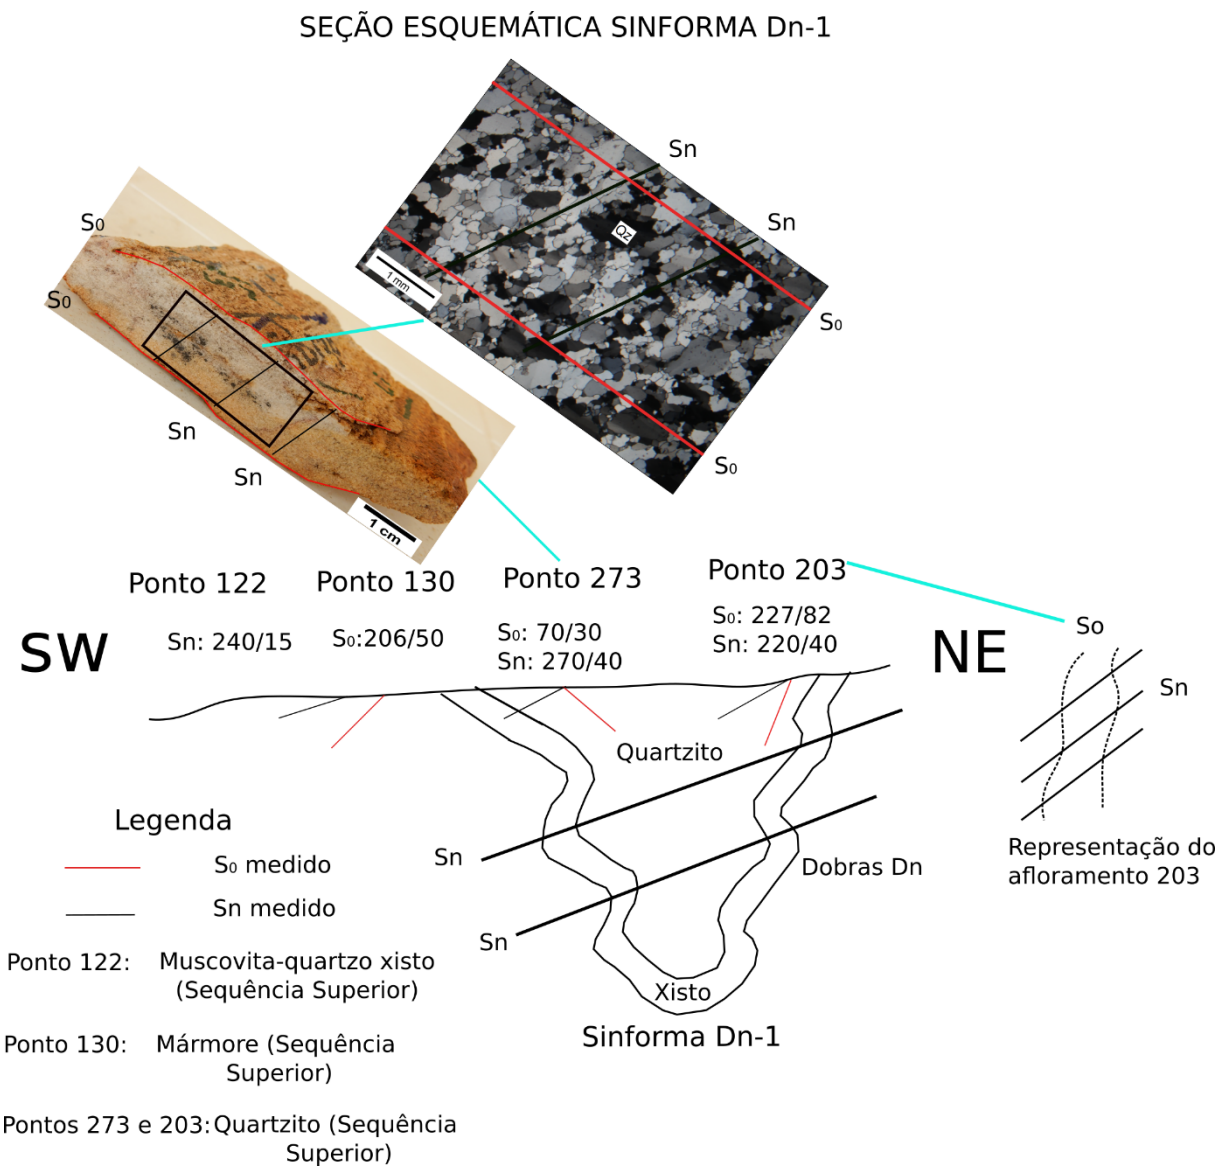 SEÇÃO ESQUEMÁTICA SINFORMA Dn-1
Sn
Sn
Qz
1 mm
S₀
S₀
S₀
S₀
Sn
Sn
1 cm
Ponto 122
Ponto 130
Ponto 273
Ponto 203
SW
Sn: 240/15
S₀:206/50
S₀: 70/30
Sn: 270/40
S₀: 227/82
Sn: 220/40
NE
So
Sn
Quartzito
Sn
Sn
Dobras Dn
Xisto
Sinforma Dn-1
Representação do
afloramento 203
Legenda
S₀ medido
Sn medido
Ponto 122: Muscovita-quartzo xisto
(Sequência Superior)
Ponto 130: Mármore (Sequência
Superior)
Pontos 273 e 203: Quartzito (Sequência
Superior)